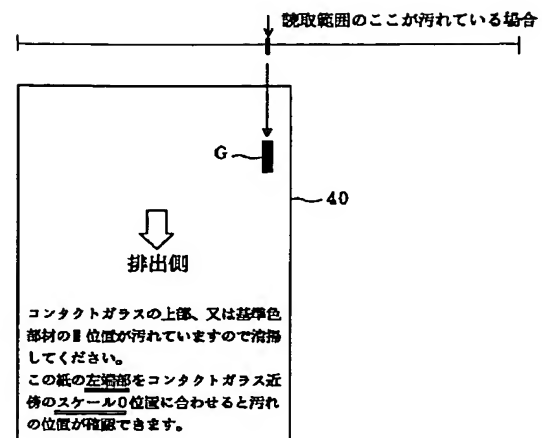 読取範囲のここが汚れている場合
G
40
排出側
コンタクトガラスの上部、又は基準色
部材の▮位置が汚れていますので清掃
してください。
この紙の左端部をコンタクトガラス近
傍のスケール0位置に合わせると汚れ
の位置が確認できます。